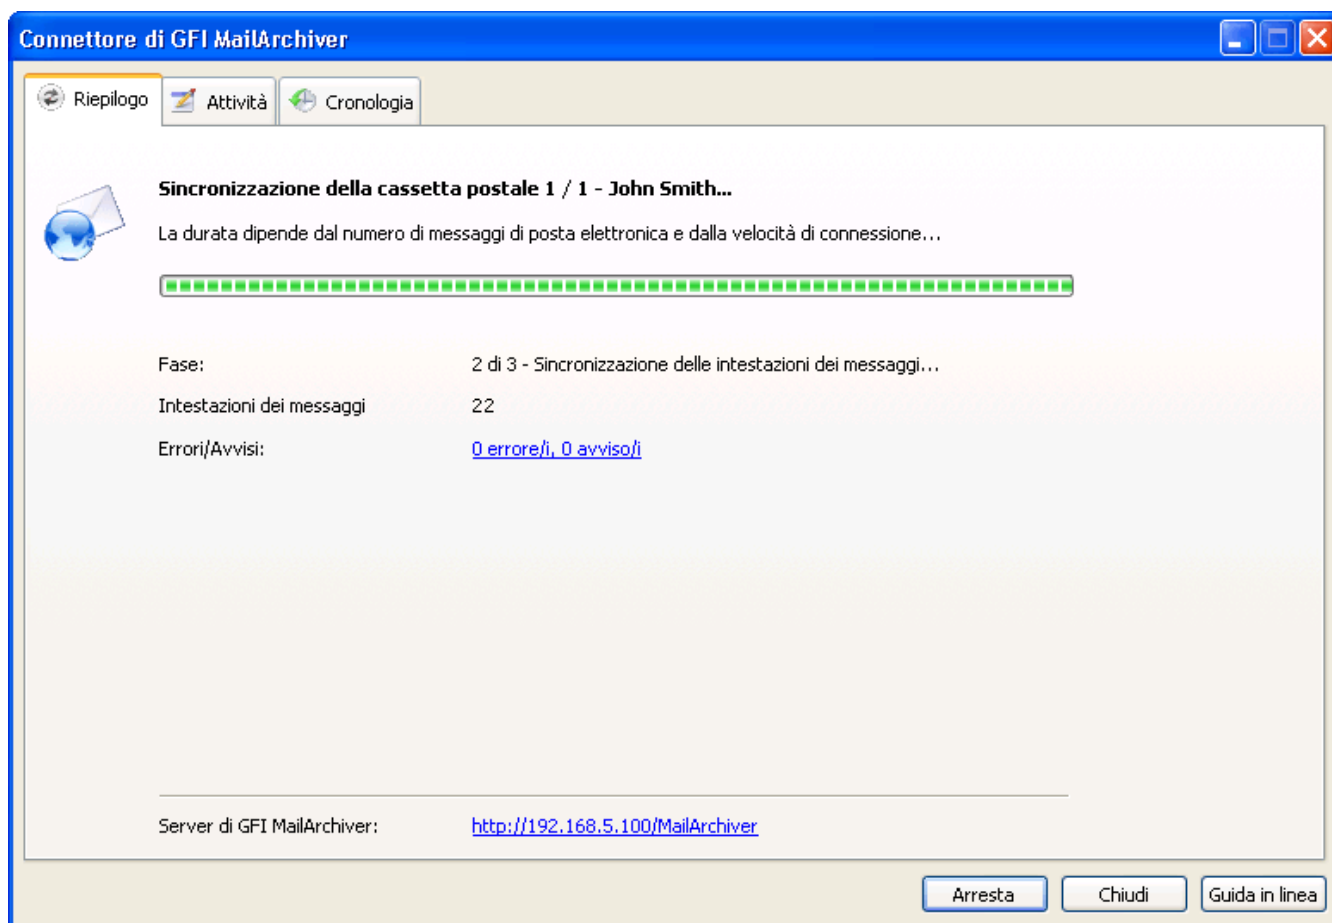 Connettore di GFI MailArchiver
Riepilogo Attività Cronologia
Sincronizzazione della cassetta postale 1 / 1 - John Smith...
La durata dipende dal numero di messaggi di posta elettronica e dalla velocità di connessione...
Fase: 2 di 3 - Sincronizzazione delle intestazioni dei messaggi...
Intestazioni dei messaggi 22
Errori/Avvisi: 0 errore/i, 0 avviso/i
Server di GFI MailArchiver: http://192.168.5.100/MailArchiver
Arresta Chiudi Guida in linea